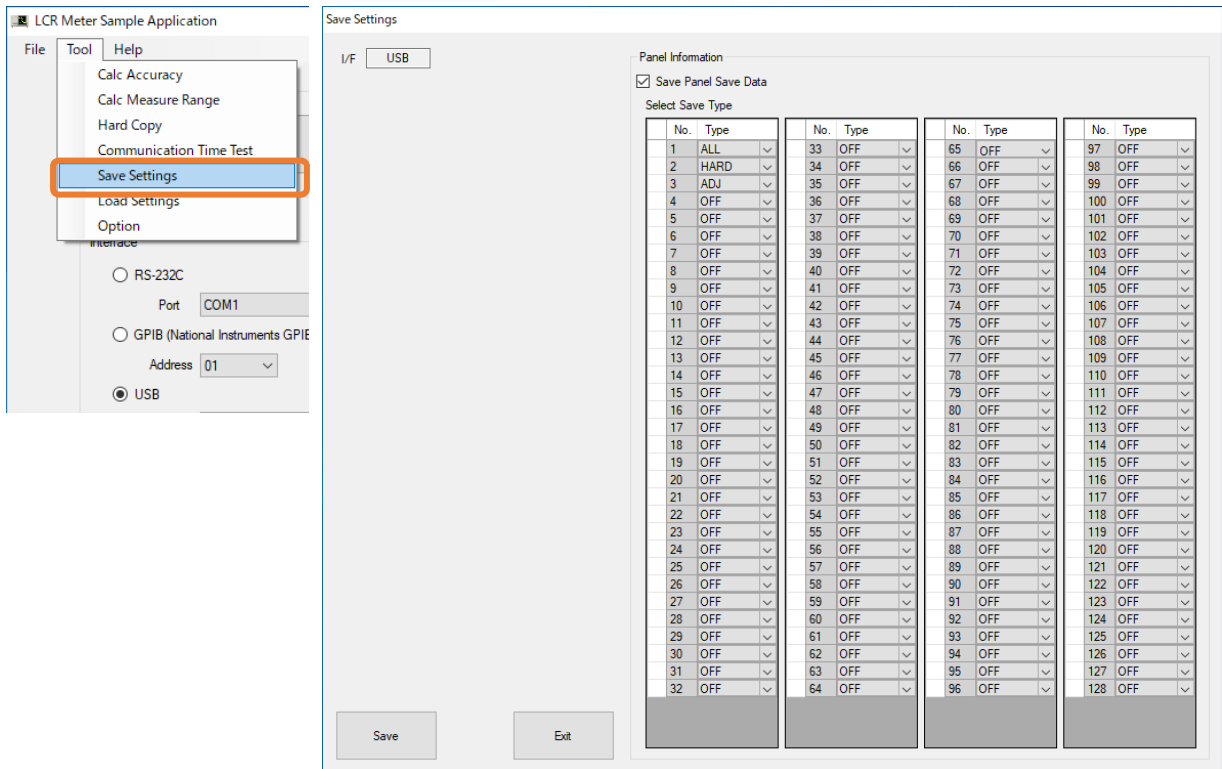 LCR Meter Sample Application
File Tool Help
Calc Accuracy
Calc Measure Range
Hard Copy
Communication Time Test
Save Settings
Load Settings
Option
Interface
RS-232C
Port COM1
GPIB (National Instruments GPIB
Address 01
USB
Save Settings
I/F USB
Panel Information
Save Panel Save Data
Select Save Type
No. Type No. Type No. Type No. Type
1 ALL 33 OFF 65 OFF 97 OFF
2 HARD 34 OFF 66 OFF 98 OFF
3 ADJ 35 OFF 67 OFF 99 OFF
4 OFF 36 OFF 68 OFF 100 OFF
5 OFF 37 OFF 69 OFF 101 OFF
6 OFF 38 OFF 70 OFF 102 OFF
7 OFF 39 OFF 71 OFF 103 OFF
8 OFF 40 OFF 72 OFF 104 OFF
9 OFF 41 OFF 73 OFF 105 OFF
10 OFF 42 OFF 74 OFF 106 OFF
11 OFF 43 OFF 75 OFF 107 OFF
12 OFF 44 OFF 76 OFF 108 OFF
13 OFF 45 OFF 77 OFF 109 OFF
14 OFF 46 OFF 78 OFF 110 OFF
15 OFF 47 OFF 79 OFF 111 OFF
16 OFF 48 OFF 80 OFF 112 OFF
17 OFF 49 OFF 81 OFF 113 OFF
18 OFF 50 OFF 82 OFF 114 OFF
19 OFF 51 OFF 83 OFF 115 OFF
20 OFF 52 OFF 84 OFF 116 OFF
21 OFF 53 OFF 85 OFF 117 OFF
22 OFF 54 OFF 86 OFF 118 OFF
23 OFF 55 OFF 87 OFF 119 OFF
24 OFF 56 OFF 88 OFF 120 OFF
25 OFF 57 OFF 89 OFF 121 OFF
26 OFF 58 OFF 90 OFF 122 OFF
27 OFF 59 OFF 91 OFF 123 OFF
28 OFF 60 OFF 92 OFF 124 OFF
29 OFF 61 OFF 93 OFF 125 OFF
30 OFF 62 OFF 94 OFF 126 OFF
31 OFF 63 OFF 95 OFF 127 OFF
32 OFF 64 OFF 96 OFF 128 OFF
Save Exit